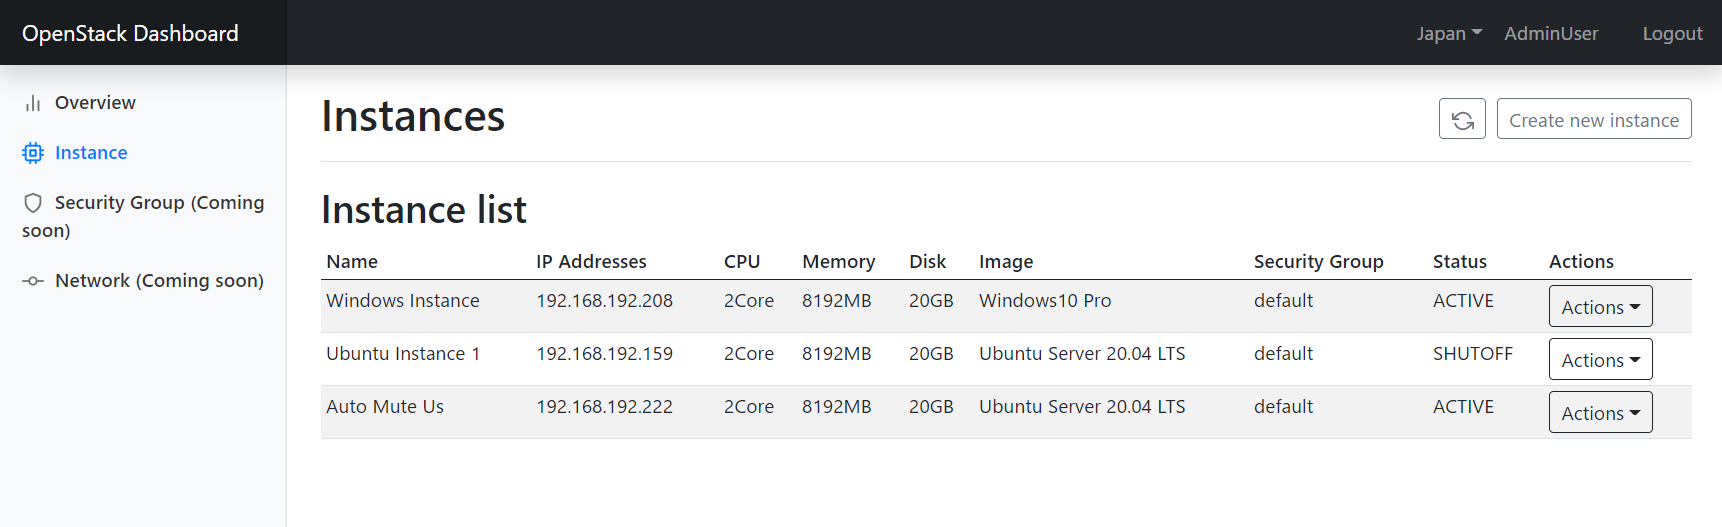 OpenStack Dashboard
Japan AdminUser Logout
Overview
Instance
Security Group (Coming
soon)
Network (Coming soon)
Instances
Create new instance
Instance list
Name IP Addresses CPU Memory Disk Image Security Group Status Actions
Windows Instance 192.168.192.208 2Core 8192MB 20GB Windows10 Pro default ACTIVE Actions
Ubuntu Instance 1 192.168.192.159 2Core 8192MB 20GB Ubuntu Server 20.04 LTS default SHUTOFF Actions
Auto Mute Us 192.168.192.222 2Core 8192MB 20GB Ubuntu Server 20.04 LTS default ACTIVE Actions